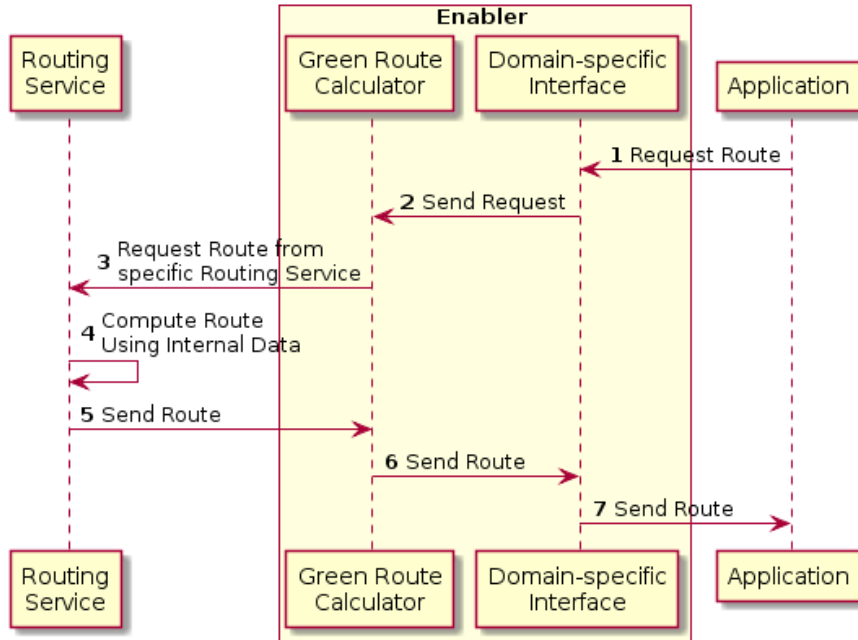 Enabler
Routing
Service
Green Route
Calculator
Domain-specific
Interface
Application
1 Request Route
2 Send Request
3 Request Route from
specific Routing Service
4 Compute Route
Using Internal Data
5 Send Route
6 Send Route
7 Send Route
Routing
Service
Green Route
Calculator
Domain-specific
Interface
Application